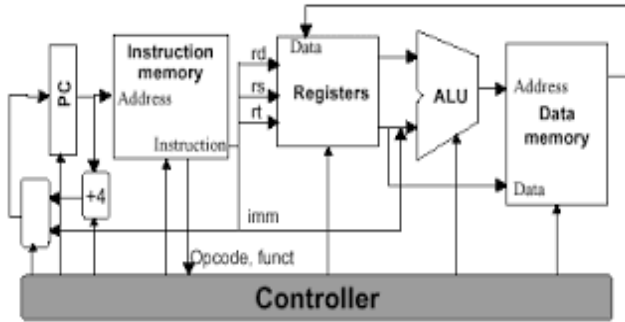 Instruction
memory
Address
Instruction
PC
+4
rd
rs
rt
imm
Opcode, funct
Data
Registers
ALU
Address
Data
memory
Data
Controller